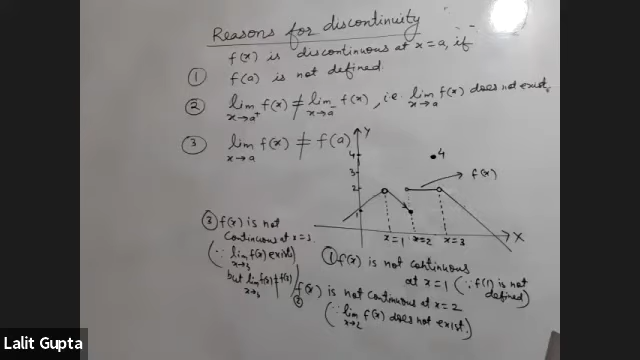 Reasons for discontinuity
f(x) is discontinuous at x=a, if
① f(a) is not defined.
② lim x→a⁺ f(x) ≠ lim x→a⁻ f(x), i.e. lim x→a f(x) does not exist.
③ lim x→a f(x) ≠ f(a)
Y
4
3
2
1
4
f(x)
x=1 x=2 x=3
X
③ f(x) is not
continuous at x=3.
(∵ lim x→3 f(x) exists
but lim x→3 f(x) ≠ f(3))
① f(x) is not continuous
at x=1 (∵ f(1) is not
defined)
② f(x) is not continuous at x=2
(∵ lim x→2 f(x) does not exist.)
Lalit Gupta